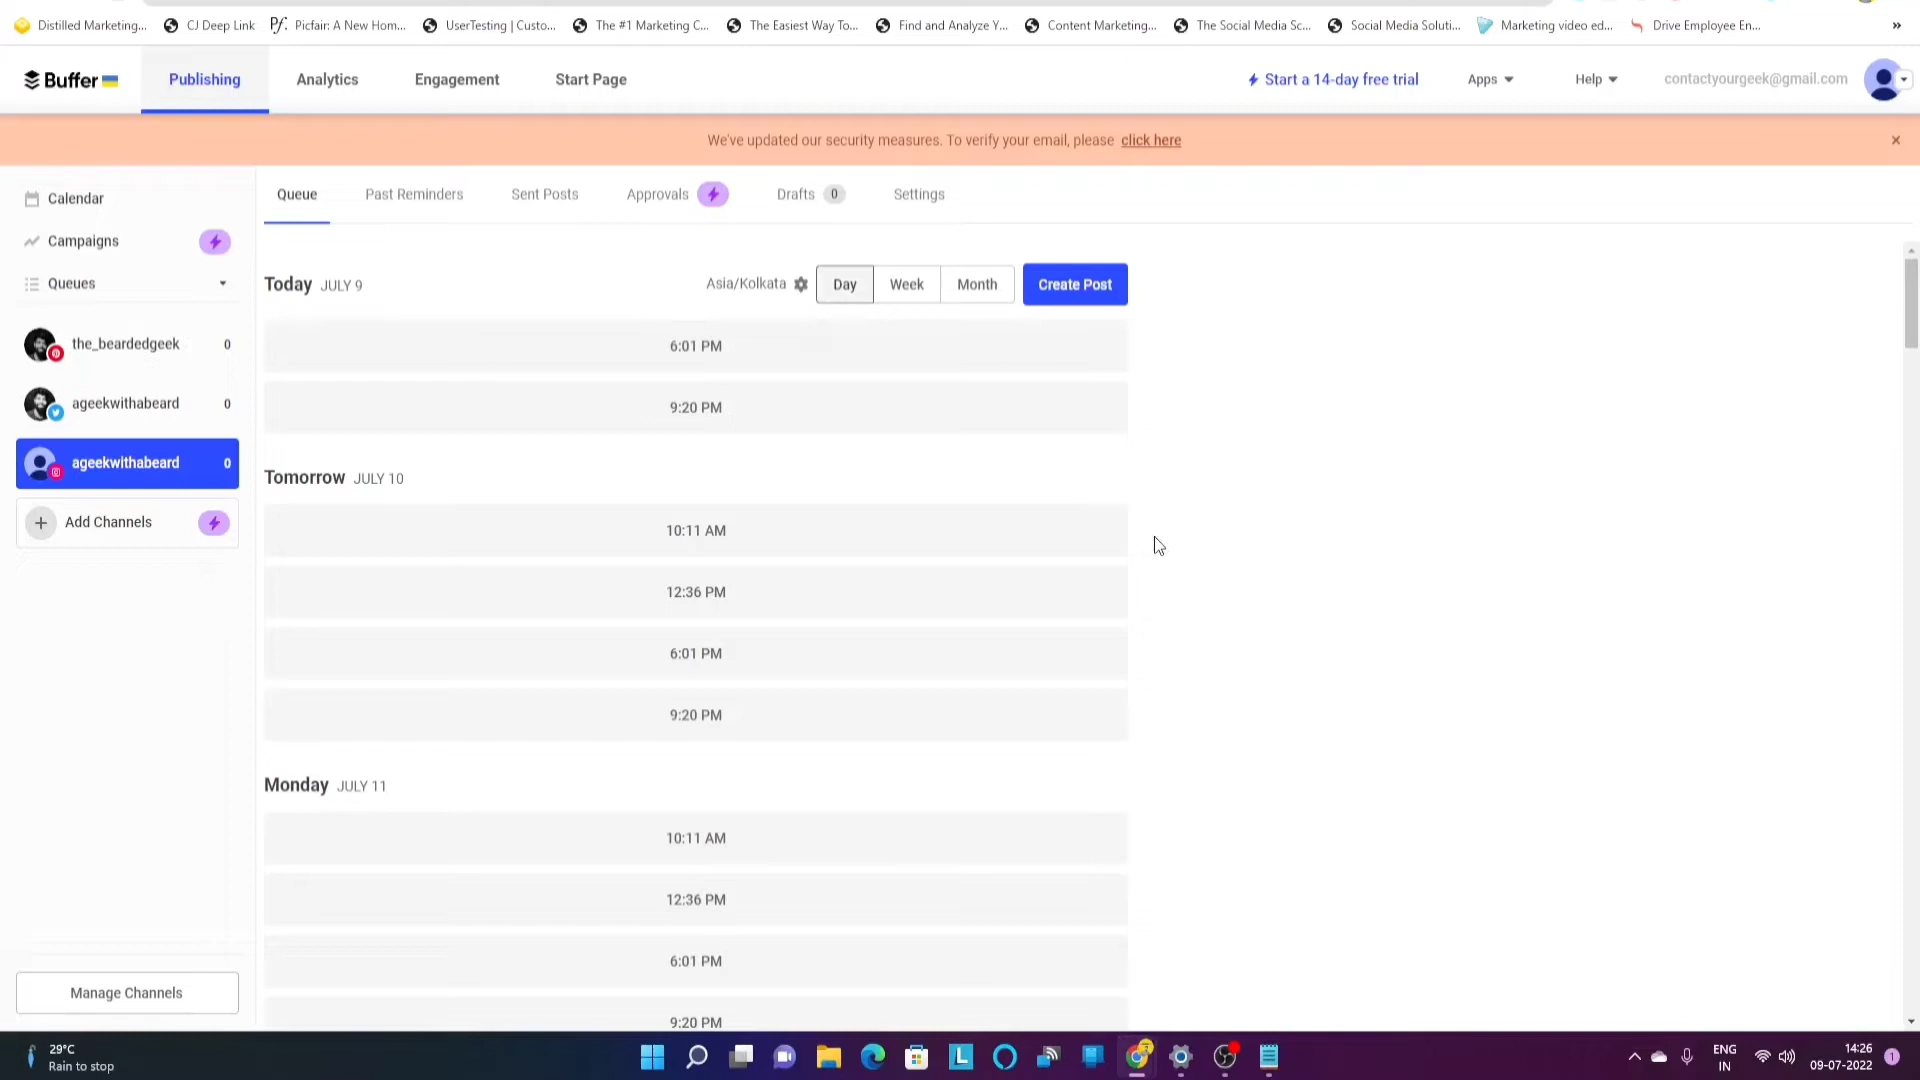 Distilled Marketing... CJ Deep Link Pf. Picfair: A New Hom... UserTesting | Custo... The #1 Marketing C... The Easiest Way To... Find and Analyze Y... Content Marketing... The Social Media Sc... Social Media Soluti... Marketing video ed... Drive Employee En... »
Buffer Publishing Analytics Engagement Start Page Start a 14-day free trial Apps Help contactyourgeek@gmail.com
We've updated our security measures. To verify your email, please click here ×
Calendar
Campaigns
Queues
the_beardedgeek 0
ageekwithabeard 0
ageekwithabeard 0
+ Add Channels
Manage Channels
Queue Past Reminders Sent Posts Approvals Drafts 0 Settings
Today JULY 9 Asia/Kolkata Day Week Month Create Post
6:01 PM
9:20 PM
Tomorrow JULY 10
10:11 AM
12:36 PM
6:01 PM
9:20 PM
Monday JULY 11
10:11 AM
12:36 PM
6:01 PM
9:20 PM
29°C
Rain to stop
L
ENG
IN
14:26
09-07-2022
1